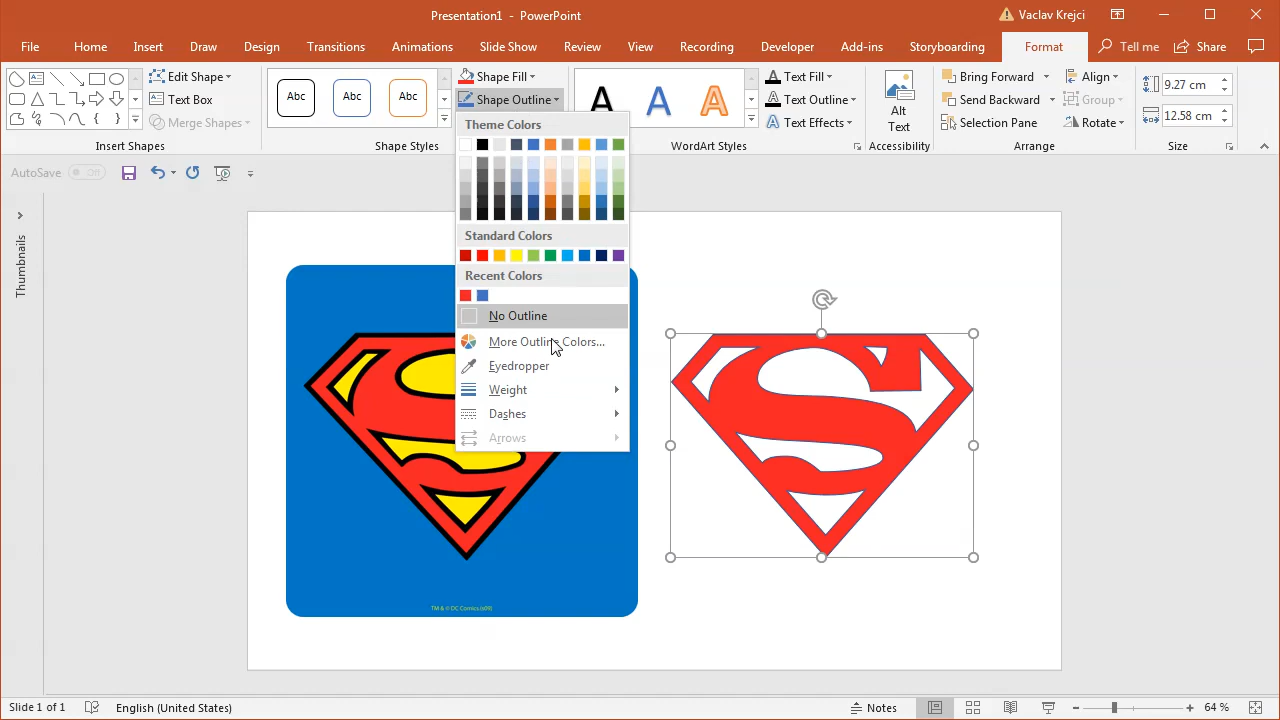 Presentation1 - PowerPoint
Vaclav Krejci
File Home Insert Draw Design Transitions Animations Slide Show Review View Recording Developer Add-ins Storyboarding Format Tell me Share
Edit Shape
Text Box
Merge Shapes
Insert Shapes
Abc Abc Abc
Shape Styles
Shape Fill
Shape Outline
A A A
WordArt Styles
Text Fill
Text Outline
Text Effects
Alt
Text
Accessibility
Bring Forward
Send Backward
Selection Pane
Align
Group
Rotate
Arrange
9.27 cm
12.58 cm
Size
AutoSave Off
Thumbnails
Theme Colors
Standard Colors
Recent Colors
No Outline
More Outline Colors...
Eyedropper
Weight
Dashes
Arrows
TM & © DC Comics (s09)
Slide 1 of 1
English (United States)
Notes
64 %